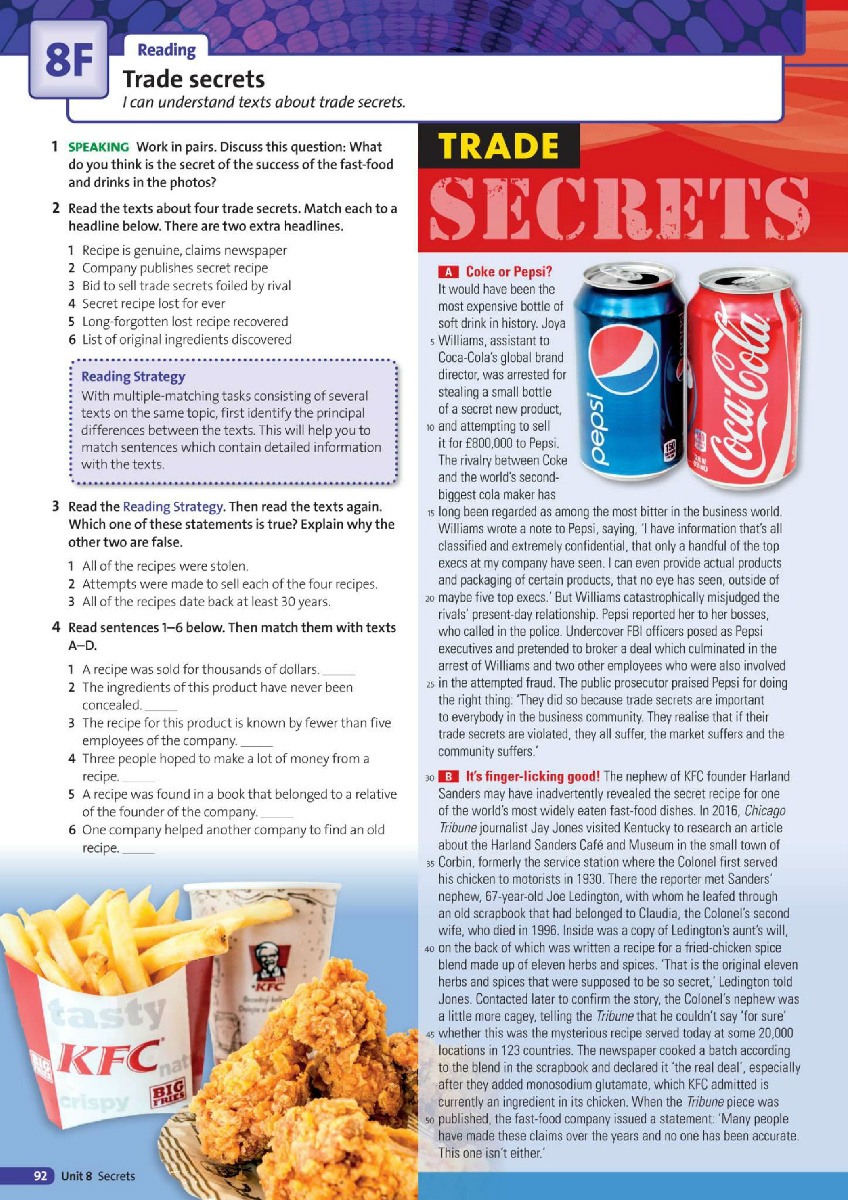 8F
Reading
Trade secrets
I can understand texts about trade secrets.
1 SPEAKING Work in pairs. Discuss this question: What
do you think is the secret of the success of the fast-food
and drinks in the photos?
2 Read the texts about four trade secrets. Match each to a
headline below. There are two extra headlines.
1 Recipe is genuine, claims newspaper
2 Company publishes secret recipe
3 Bid to sell trade secrets foiled by rival
4 Secret recipe lost for ever
5 Long-forgotten lost recipe recovered
6 List of original ingredients discovered
Reading Strategy
With multiple-matching tasks consisting of several
texts on the same topic, first identify the principal
differences between the texts. This will help you to
match sentences which contain detailed information
with the texts.
3 Read the Reading Strategy. Then read the texts again.
Which one of these statements is true? Explain why the
other two are false.
1 All of the recipes were stolen.
2 Attempts were made to sell each of the four recipes.
3 All of the recipes date back at least 30 years.
4 Read sentences 1–6 below. Then match them with texts
A–D.
1 A recipe was sold for thousands of dollars. _____
2 The ingredients of this product have never been
concealed. _____
3 The recipe for this product is known by fewer than five
employees of the company. _____
4 Three people hoped to make a lot of money from a
recipe. _____
5 A recipe was found in a book that belonged to a relative
of the founder of the company. _____
6 One company helped another company to find an old
recipe. _____
tasty
KFC
nat
BIG
crispy
BIG
FRIES
KFC
92 Unit 8 Secrets
TRADE
SECRETS
A Coke or Pepsi?
It would have been the
most expensive bottle of
soft drink in history. Joya
5 Williams, assistant to
Coca-Cola's global brand
director, was arrested for
stealing a small bottle
of a secret new product,
10 and attempting to sell
it for £800,000 to Pepsi.
The rivalry between Coke
and the world's second-
biggest cola maker has
15 long been regarded as among the most bitter in the business world.
Williams wrote a note to Pepsi, saying, 'I have information that's all
classified and extremely confidential, that only a handful of the top
execs at my company have seen. I can even provide actual products
and packaging of certain products, that no eye has seen, outside of
20 maybe five top execs.' But Williams catastrophically misjudged the
rivals' present-day relationship. Pepsi reported her to her bosses,
who called in the police. Undercover FBI officers posed as Pepsi
executives and pretended to broker a deal which culminated in the
arrest of Williams and two other employees who were also involved
25 in the attempted fraud. The public prosecutor praised Pepsi for doing
the right thing: 'They did so because trade secrets are important
to everybody in the business community. They realise that if their
trade secrets are violated, they all suffer, the market suffers and the
community suffers.'
pepsi
Coca-Cola
30 B It's finger-licking good! The nephew of KFC founder Harland
Sanders may have inadvertently revealed the secret recipe for one
of the world's most widely eaten fast-food dishes. In 2016, Chicago
Tribune journalist Jay Jones visited Kentucky to research an article
about the Harland Sanders Café and Museum in the small town of
35 Corbin, formerly the service station where the Colonel first served
his chicken to motorists in 1930. There the reporter met Sanders'
nephew, 67-year-old Joe Ledington, with whom he leafed through
an old scrapbook that had belonged to Claudia, the Colonel's second
wife, who died in 1996. Inside was a copy of Ledington's aunt's will,
40 on the back of which was written a recipe for a fried-chicken spice
blend made up of eleven herbs and spices. 'That is the original eleven
herbs and spices that were supposed to be so secret,' Ledington told
Jones. Contacted later to confirm the story, the Colonel's nephew was
a little more cagey, telling the Tribune that he couldn't say 'for sure'
45 whether this was the mysterious recipe served today at some 20,000
locations in 123 countries. The newspaper cooked a batch according
to the blend in the scrapbook and declared it 'the real deal', especially
after they added monosodium glutamate, which KFC admitted is
currently an ingredient in its chicken. When the Tribune piece was
50 published, the fast-food company issued a statement: 'Many people
have made these claims over the years and no one has been accurate.
This one isn't either.'